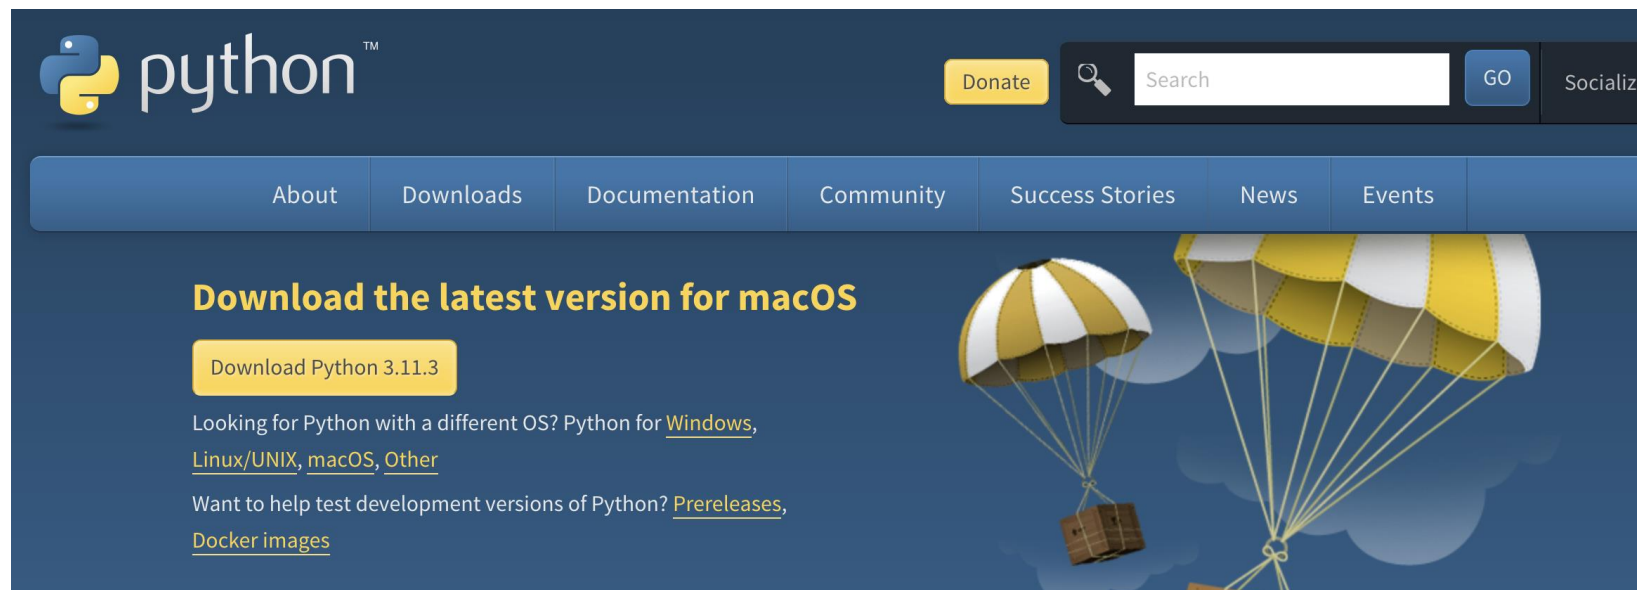 python™
Donate
Search
GO
Socializ
About
Downloads
Documentation
Community
Success Stories
News
Events
Download the latest version for macOS
Download Python 3.11.3
Looking for Python with a different OS? Python for Windows,
Linux/UNIX, macOS, Other
Want to help test development versions of Python? Prereleases,
Docker images